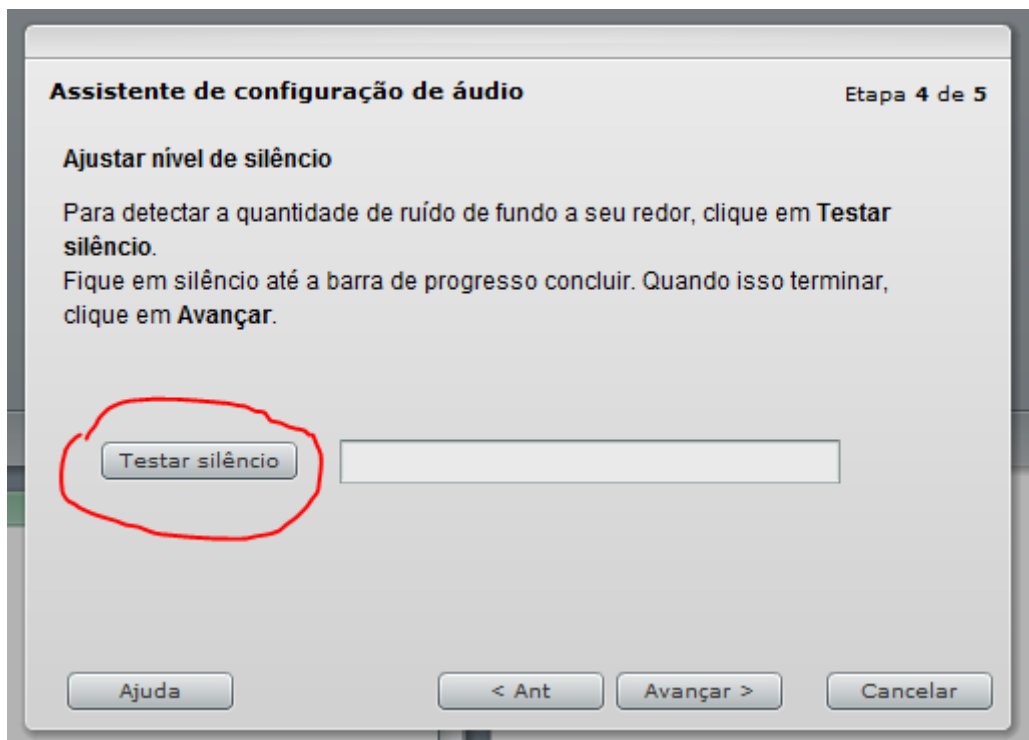 Assistente de configuração de áudio
Etapa 4 de 5
Ajustar nível de silêncio
Para detectar a quantidade de ruído de fundo a seu redor, clique em Testar
silêncio.
Fique em silêncio até a barra de progresso concluir. Quando isso terminar,
clique em Avançar.
Testar silêncio
Ajuda
< Ant
Avançar >
Cancelar